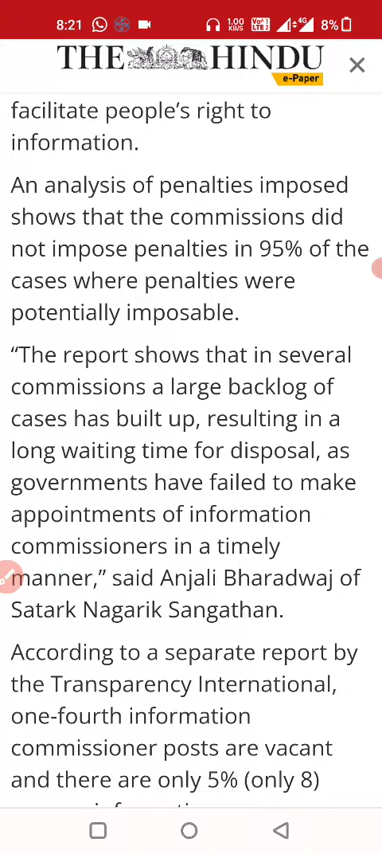 8:21
1.00 KB/S
4G
8%
THE HINDU
e-Paper
facilitate people's right to
information.
An analysis of penalties imposed
shows that the commissions did
not impose penalties in 95% of the
cases where penalties were
potentially imposable.
“The report shows that in several
commissions a large backlog of
cases has built up, resulting in a
long waiting time for disposal, as
governments have failed to make
appointments of information
commissioners in a timely
manner,” said Anjali Bharadwaj of
Satark Nagarik Sangathan.
According to a separate report by
the Transparency International,
one-fourth information
commissioner posts are vacant
and there are only 5% (only 8)